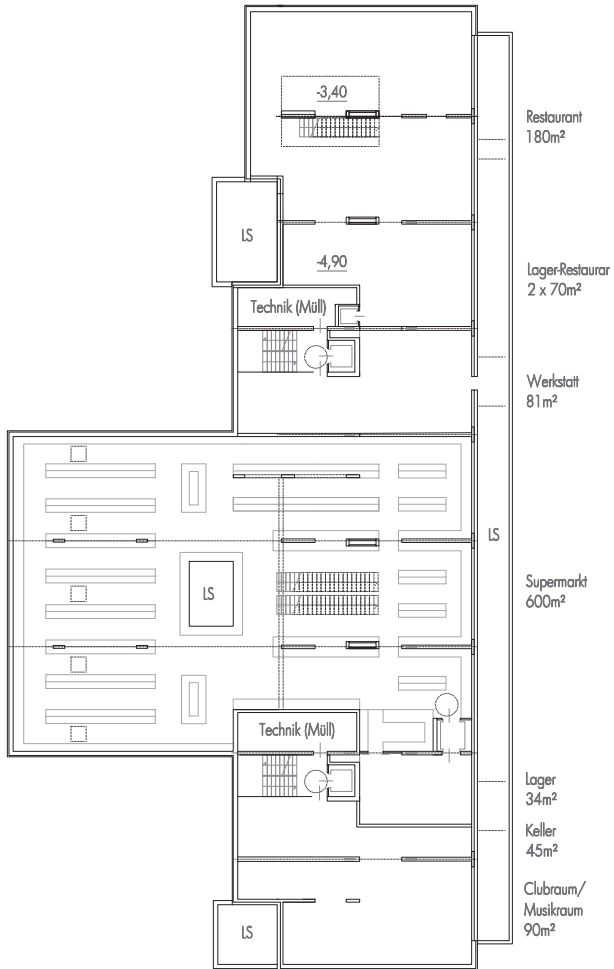 -3,40
Restaurant
180m²
LS
-4,90
Lager-Restaurar
2 x 70m²
Technik (Müll)
Werkstatt
81m²
LS
LS
Supermarkt
600m²
Technik (Müll)
Lager
34m²
Keller
45m²
Clubraum/
Musikraum
90m²
LS